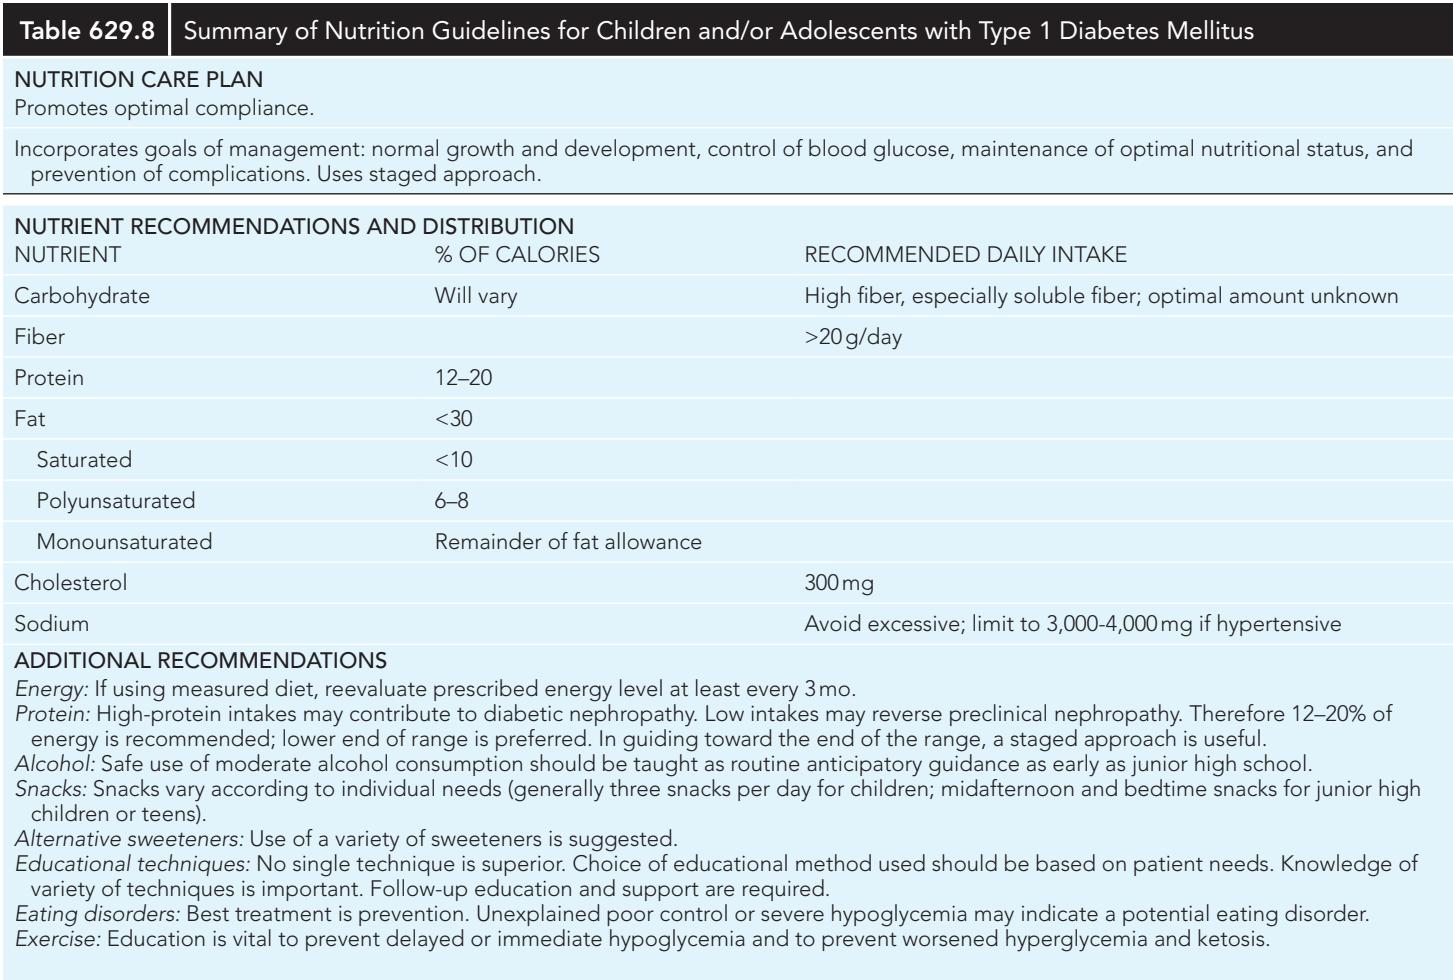 Table 629.8 Summary of Nutrition Guidelines for Children and/or Adolescents with Type 1 Diabetes Mellitus
NUTRITION CARE PLAN
Promotes optimal compliance.
Incorporates goals of management: normal growth and development, control of blood glucose, maintenance of optimal nutritional status, and
prevention of complications. Uses staged approach.
NUTRIENT RECOMMENDATIONS AND DISTRIBUTION
NUTRIENT % OF CALORIES RECOMMENDED DAILY INTAKE
Carbohydrate Will vary High fiber, especially soluble fiber; optimal amount unknown
Fiber >20 g/day
Protein 12–20
Fat <30
Saturated <10
Polyunsaturated 6–8
Monounsaturated Remainder of fat allowance
Cholesterol 300 mg
Sodium Avoid excessive; limit to 3,000-4,000 mg if hypertensive
ADDITIONAL RECOMMENDATIONS
Energy: If using measured diet, reevaluate prescribed energy level at least every 3 mo.
Protein: High-protein intakes may contribute to diabetic nephropathy. Low intakes may reverse preclinical nephropathy. Therefore 12–20% of
energy is recommended; lower end of range is preferred. In guiding toward the end of the range, a staged approach is useful.
Alcohol: Safe use of moderate alcohol consumption should be taught as routine anticipatory guidance as early as junior high school.
Snacks: Snacks vary according to individual needs (generally three snacks per day for children; midafternoon and bedtime snacks for junior high
children or teens).
Alternative sweeteners: Use of a variety of sweeteners is suggested.
Educational techniques: No single technique is superior. Choice of educational method used should be based on patient needs. Knowledge of
variety of techniques is important. Follow-up education and support are required.
Eating disorders: Best treatment is prevention. Unexplained poor control or severe hypoglycemia may indicate a potential eating disorder.
Exercise: Education is vital to prevent delayed or immediate hypoglycemia and to prevent worsened hyperglycemia and ketosis.